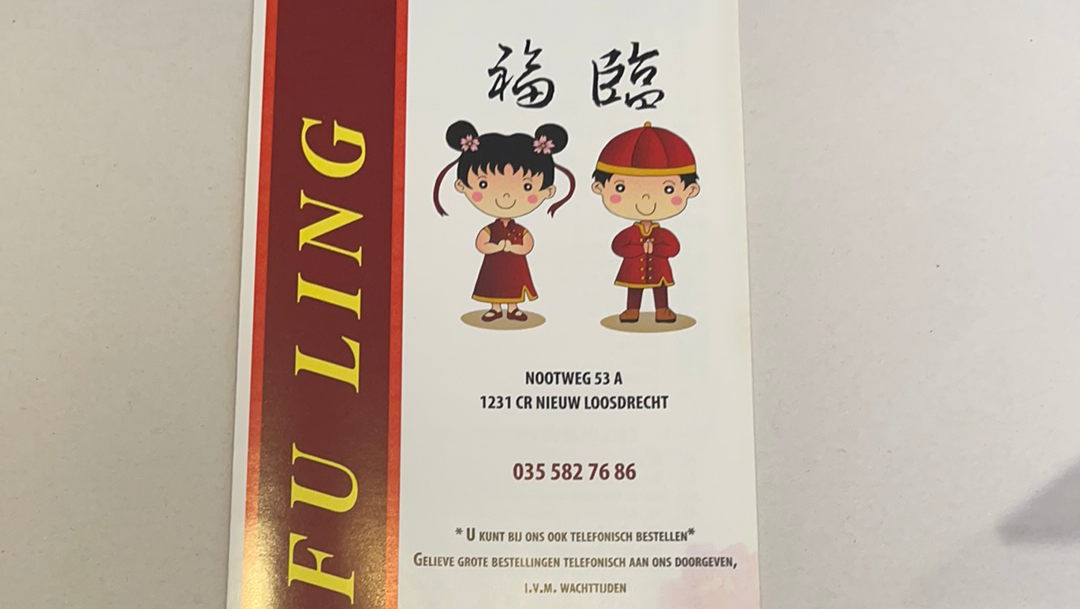 FU LING
福臨
NOOTWEG 53 A
1231 CR NIEUW LOOSDRECHT
035 582 76 86
* U KUNT BIJ ONS OOK TELEFONISCH BESTELLEN*
GELIEVE GROTE BESTELLINGEN TELEFONISCH AAN ONS DOORGEVEN,
I.V.M. WACHTTIJDEN